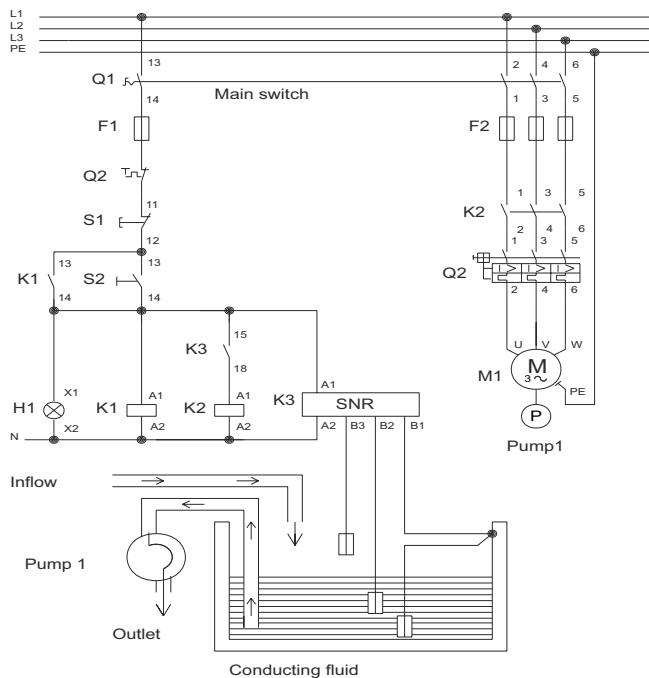 L1
L2
L3
PE
13 2 4 6
Q1
Main switch
14 1 3 5
F1 F2
Q2
11 1 3 5
S1 K2
12 2 4 6
13 13 1 3 5
K1 S2 Q2
14 14 2 4 6
15
K3
18
U V W
M
3~
M1
PE
P
Pump1
X1 A1 A1 A1
H1 K1 K2 K3 SNR
X2 A2 A2 A2 B3 B2 B1
N
Inflow
Pump 1
Outlet
Conducting fluid